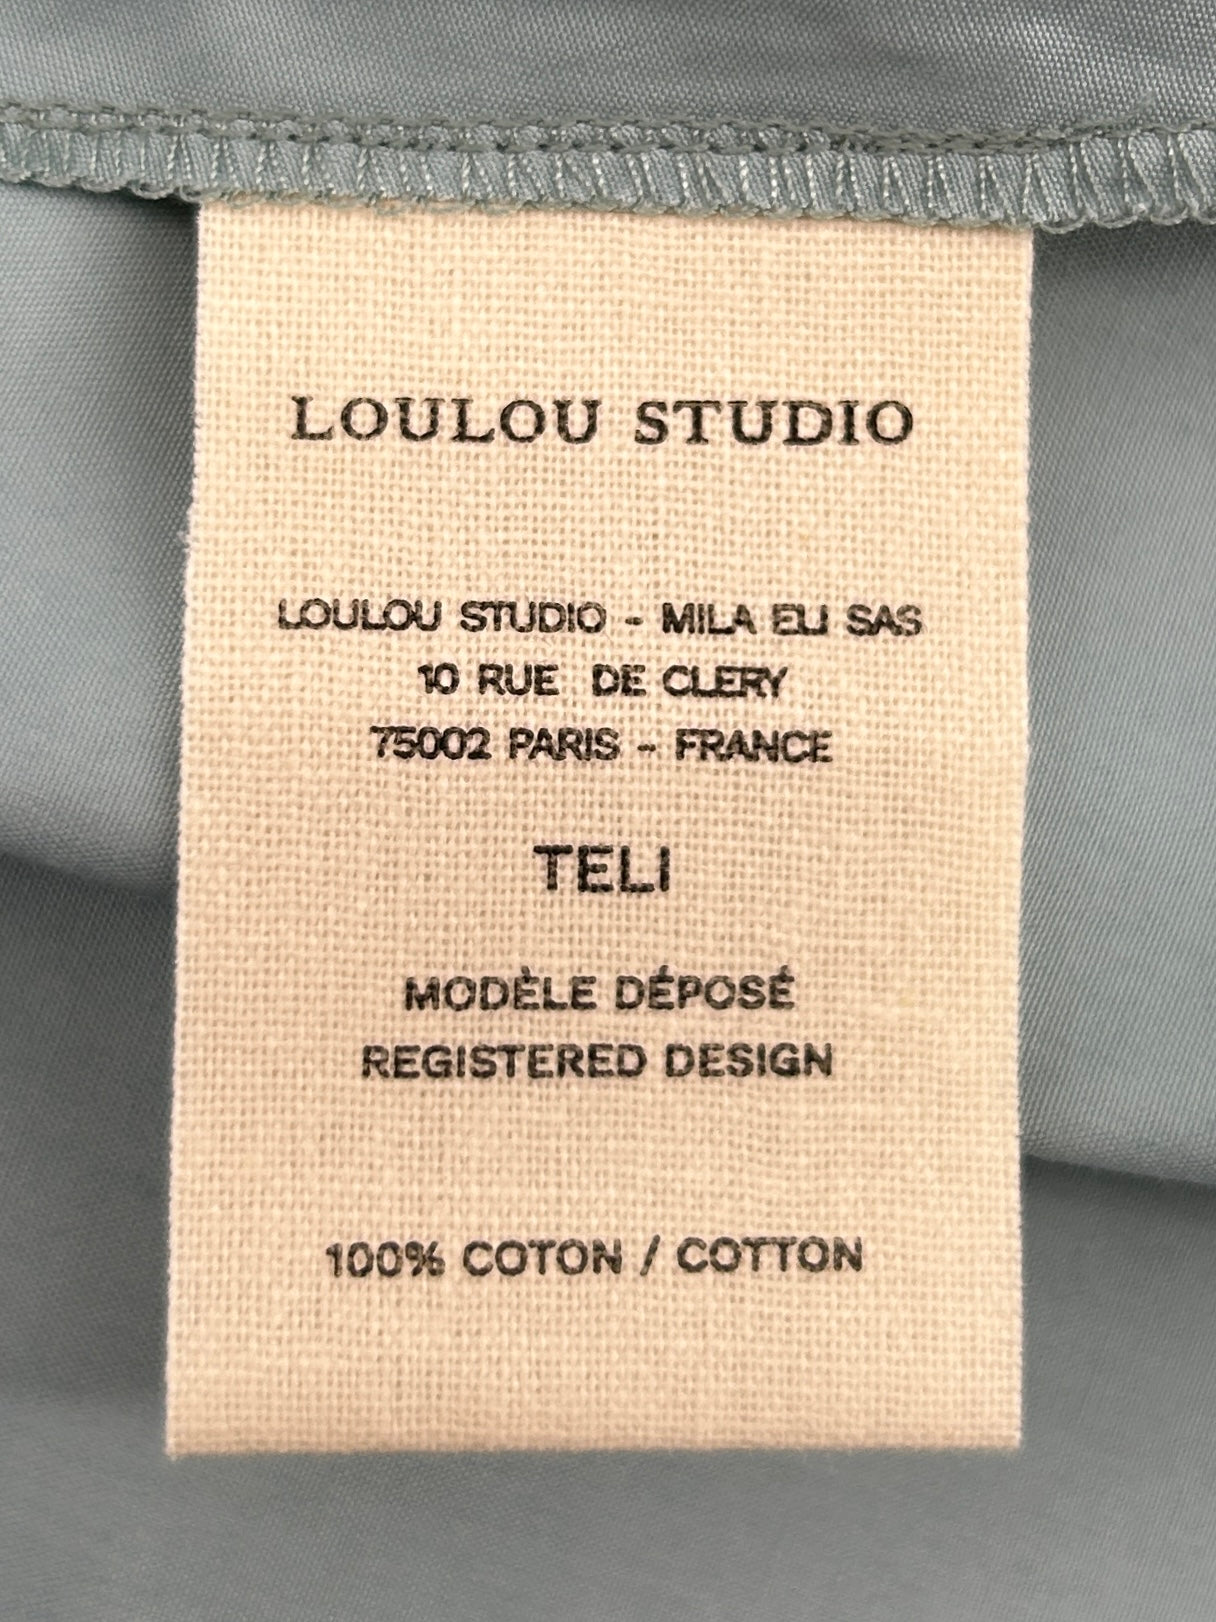 LOULOU STUDIO
LOULOU STUDIO - MILA ELI SAS
10 RUE DE CLERY
75002 PARIS - FRANCE
TELI
MODÈLE DÉPOSÉ
REGISTERED DESIGN
100% COTON / COTTON